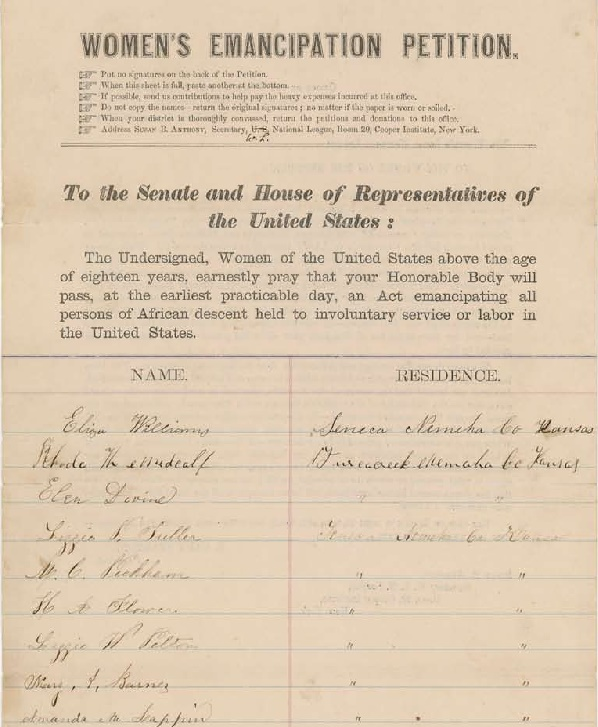 WOMEN'S EMANCIPATION PETITION.
☞ Put no signatures on the back of the Petition.
☞ When this sheet is full, paste another at the bottom.
☞ If possible, send us contributions to help pay the heavy expenses incurred at this office.
☞ Do not copy the names—return the original signatures; no matter if the paper is worn or soiled.
☞ When your district is thoroughly canvassed, return the petitions and donations to this office.
☞ Address SUSAN B. ANTHONY, Secretary, U.S. National League, Room 20, Cooper Institute, New York.
W. L.
To the Senate and House of Representatives of
the United States:
The Undersigned, Women of the United States above the age
of eighteen years, earnestly pray that your Honorable Body will
pass, at the earliest practicable day, an Act emancipating all
persons of African descent held to involuntary service or labor in
the United States.
NAME. RESIDENCE.
Eliza Williams Seneca Nemeha Co Kansas
Rhoda Nemaha Co Kansas
Devine " "
Lizzie Fuller Co Kansas
M. C. Peckham " "
H A Flower " "
Lizzie W Pelton " "
Mary Barnes " "
Amanda M " "